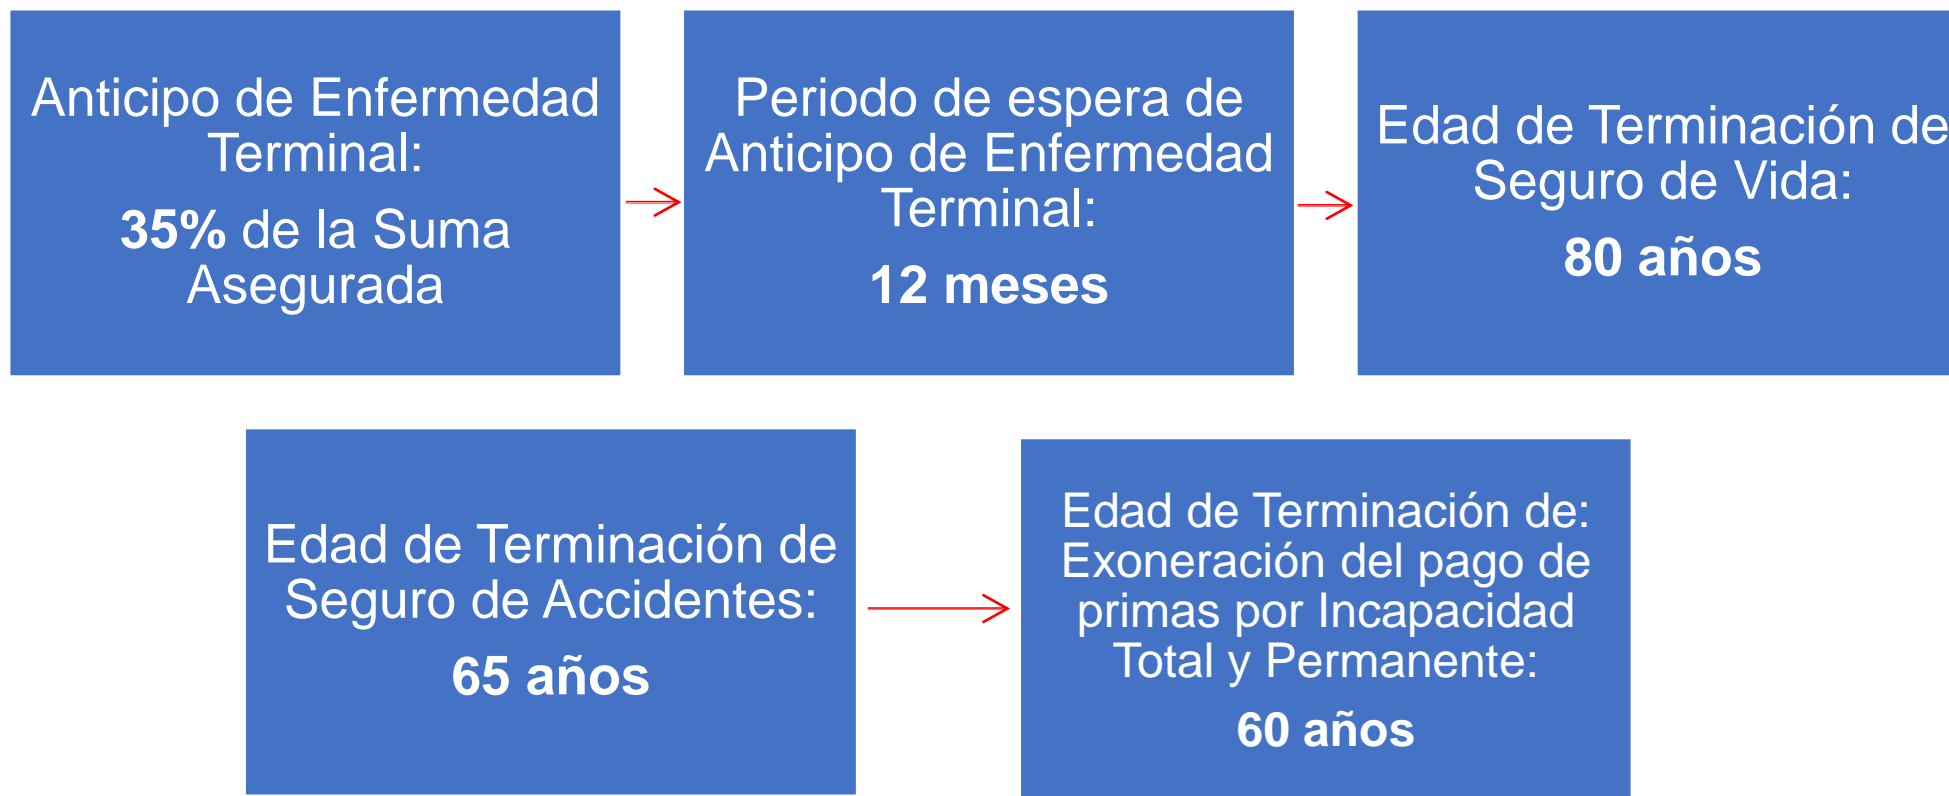 Anticipo de Enfermedad
Terminal:
35% de la Suma
Asegurada
Periodo de espera de
Anticipo de Enfermedad
Terminal:
12 meses
Edad de Terminación de
Seguro de Vida:
80 años
Edad de Terminación de
Seguro de Accidentes:
65 años
Edad de Terminación de:
Exoneración del pago de
primas por Incapacidad
Total y Permanente:
60 años